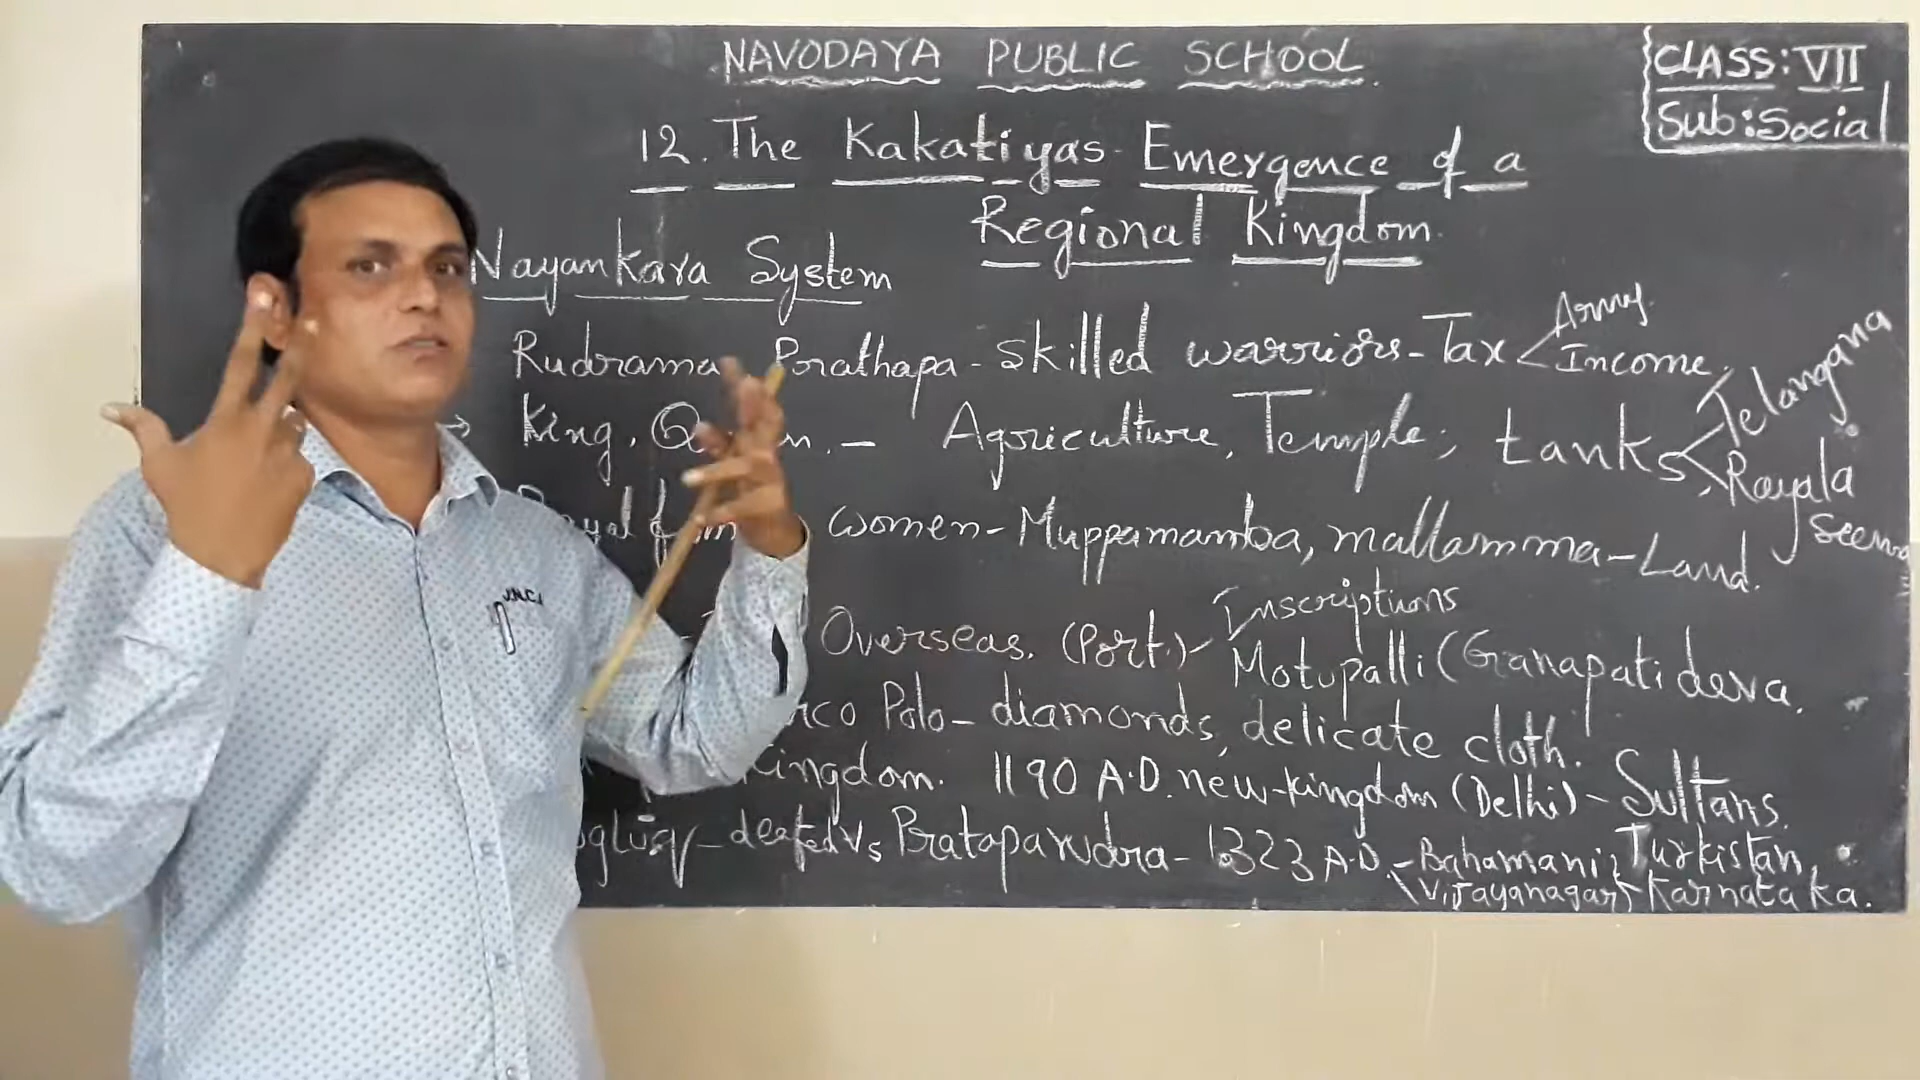 NAVODAYA PUBLIC SCHOOL.
CLASS: VII
Sub: Social
12. The Kakatiyas - Emergence of a
Regional Kingdom.
Nayankara System
Rudrama Prathapa - Skilled warriors - Tax < Army.
Income.
→ King, - Agriculture, Temple, tanks < Telangana
Rayala
Seema
women - Muppamamba, mallamma - Land.
Inscriptions
Overseas. (Port.) - Motupalli (Ganapati deva.
Polo - diamonds, delicate cloth.
kingdom. 1190 A.D. new-kingdom (Delhi) - Sultans.
deafed vs Prataparudra - 1323 A.D. - Bahamani, Turkistan,
(Vijayanagar) - Karnataka.